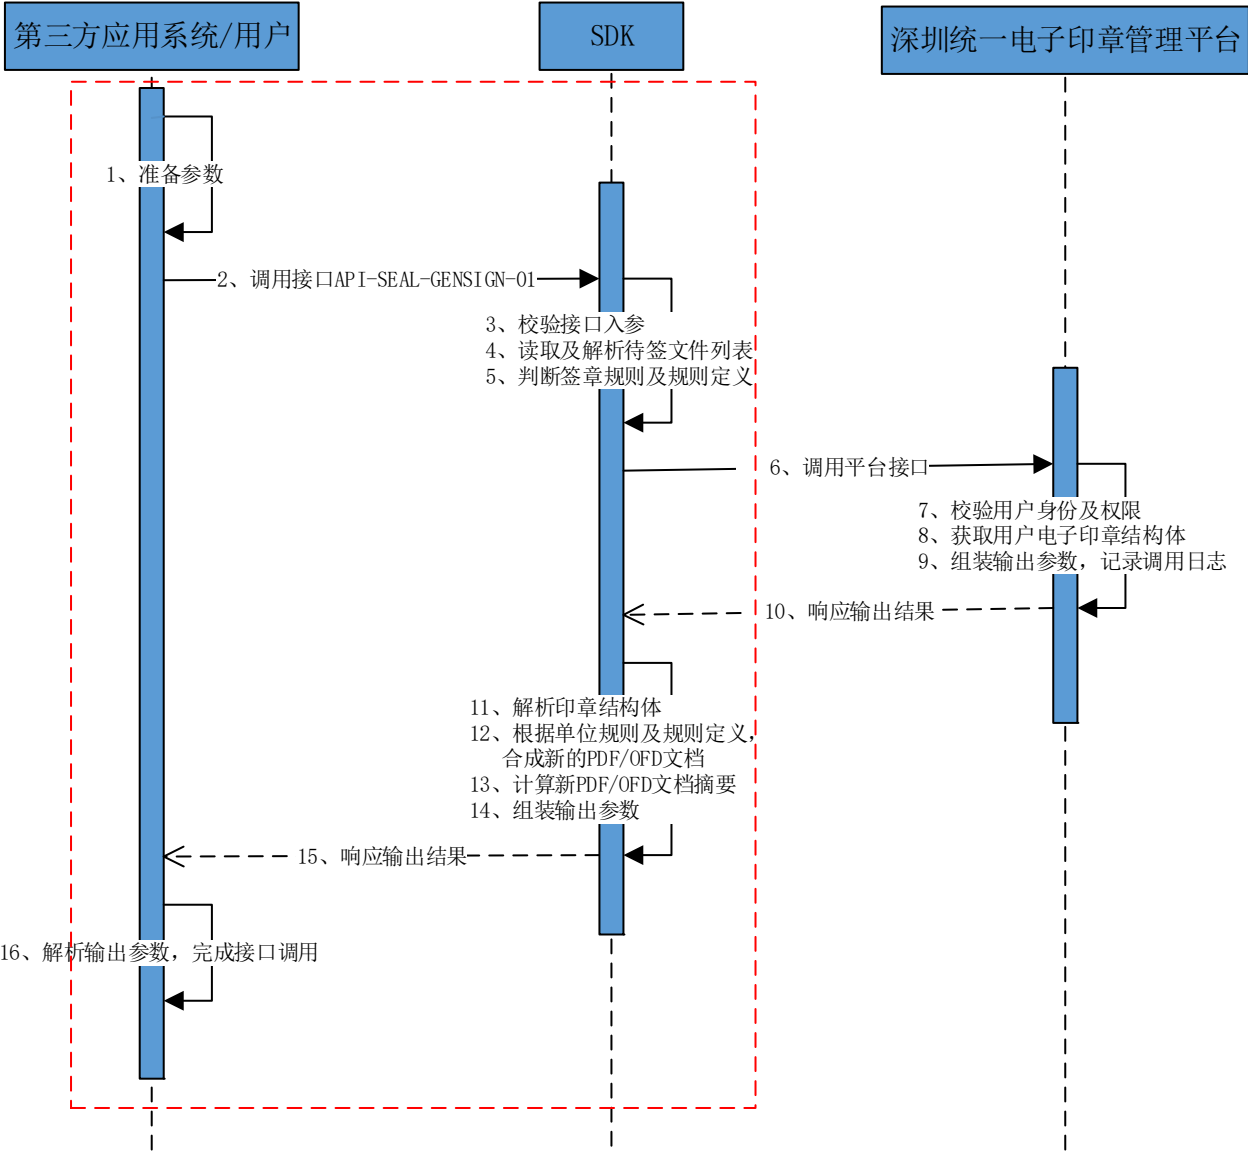 第三方应用系统/用户
SDK
深圳统一电子印章管理平台
1、准备参数
2、调用接口API-SEAL-GENSIGN-01
3、校验接口入参
4、读取及解析待签文件列表
5、判断签章规则及规则定义
6、调用平台接口
7、校验用户身份及权限
8、获取用户电子印章结构体
9、组装输出参数，记录调用日志
10、响应输出结果
11、解析印章结构体
12、根据单位规则及规则定义，
合成新的PDF/OFD文档
13、计算新PDF/OFD文档摘要
14、组装输出参数
15、响应输出结果
16、解析输出参数，完成接口调用